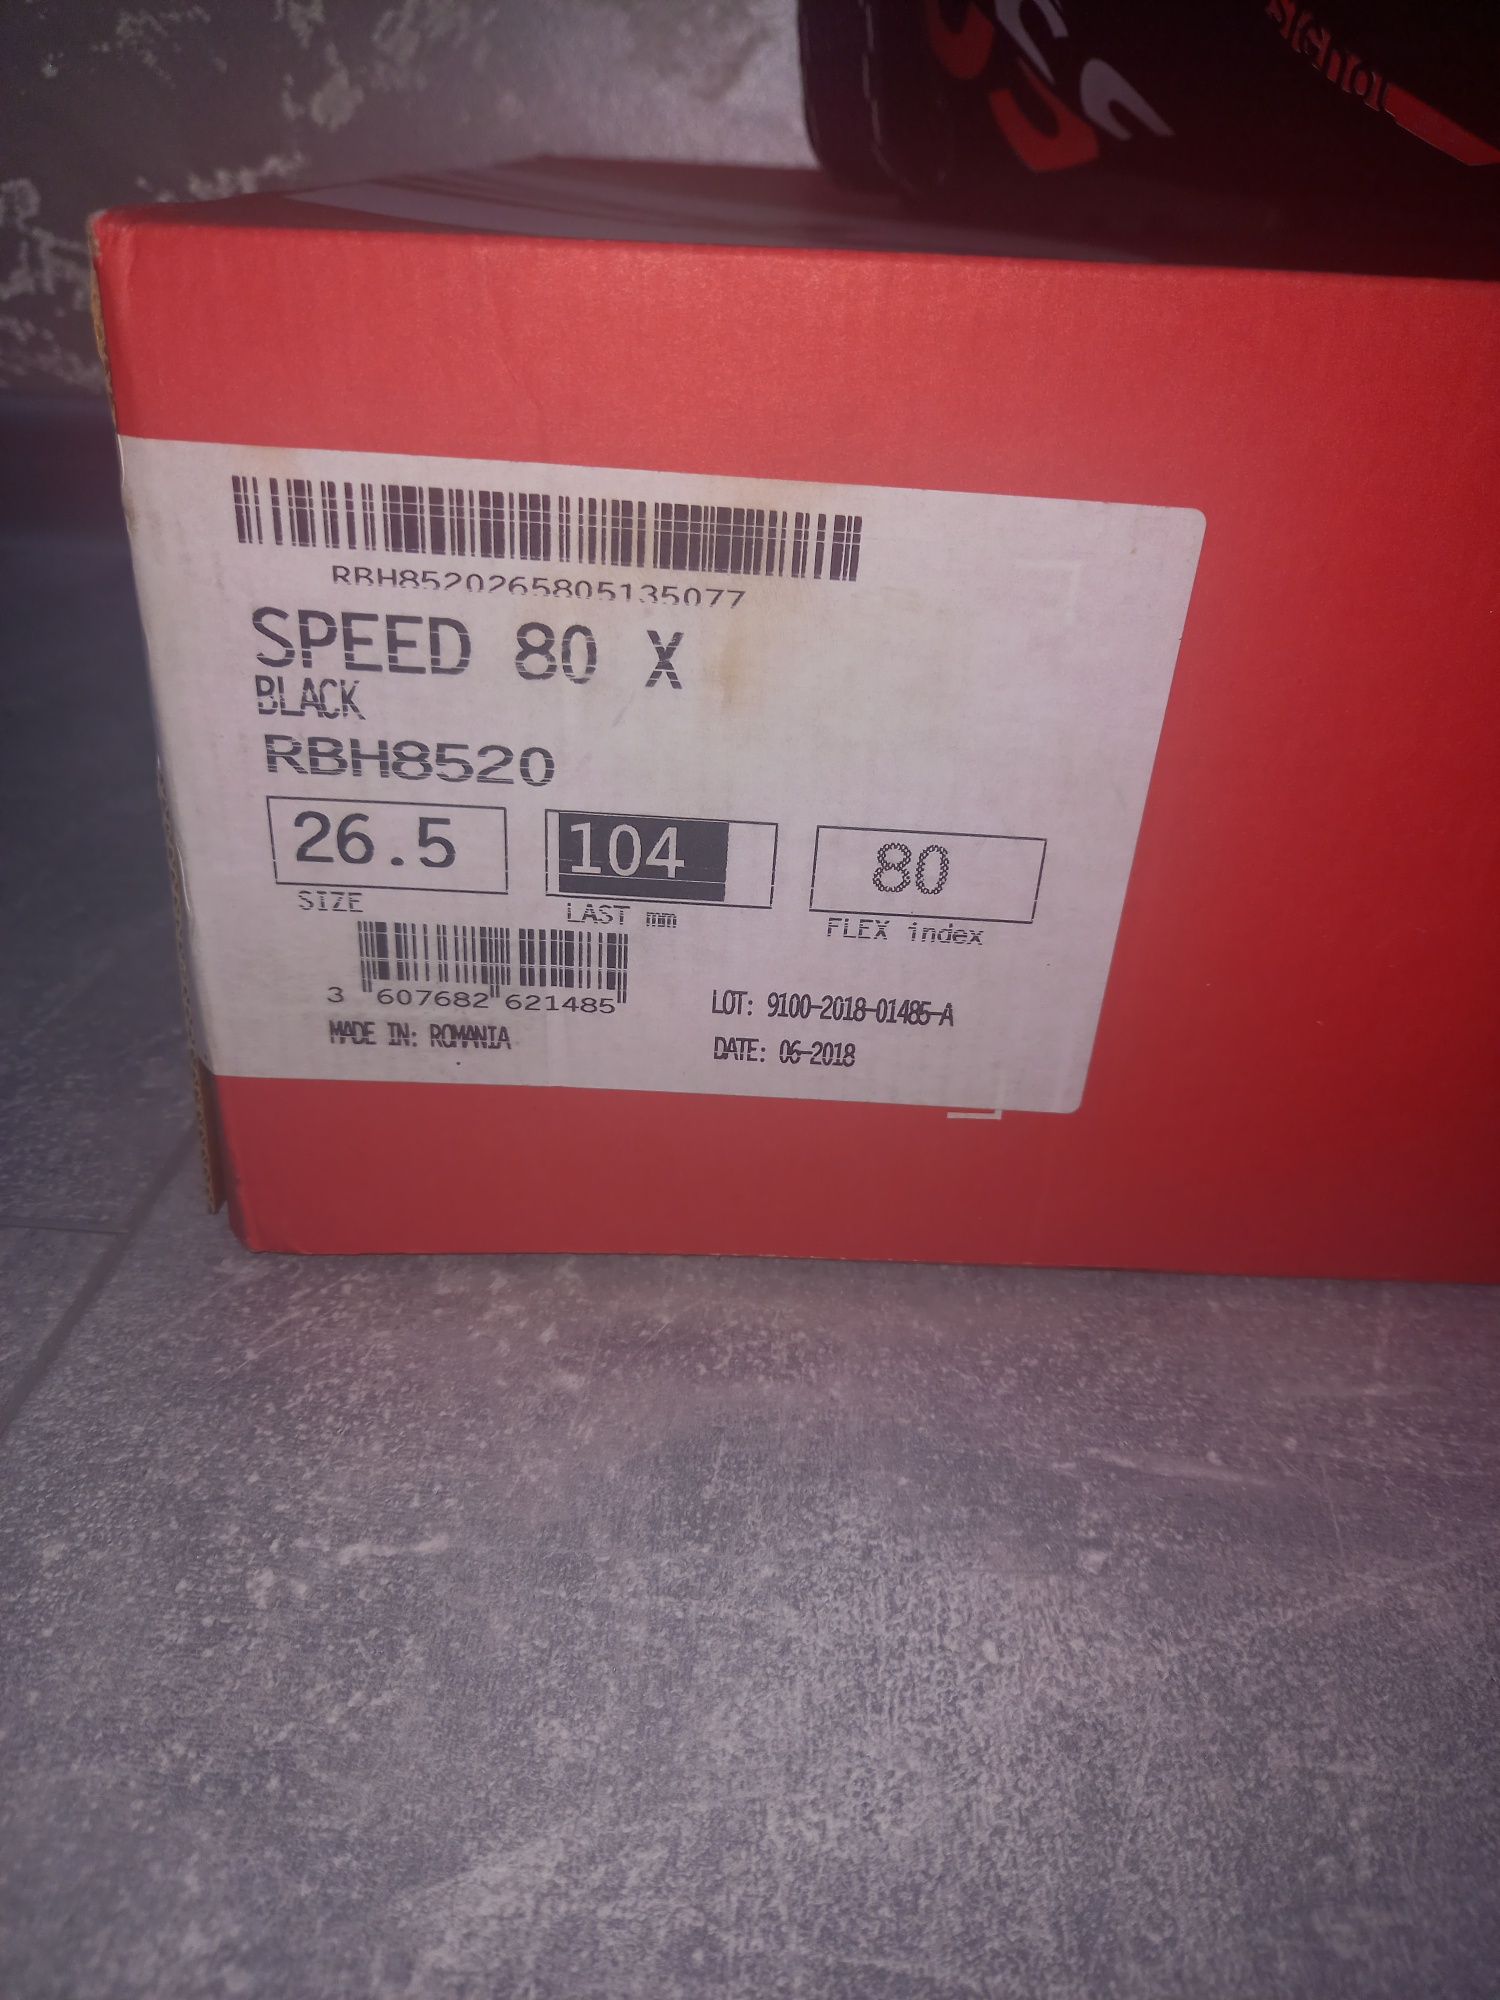 RBH8520265805135077
SPEED 80 X
BLACK
RBH8520
26.5 104 80
SIZE LAST mm FLEX index
3 607682 621485
MADE IN: ROMANIA
LOT: 9100-2018-01485-A
DATE: 06-2018